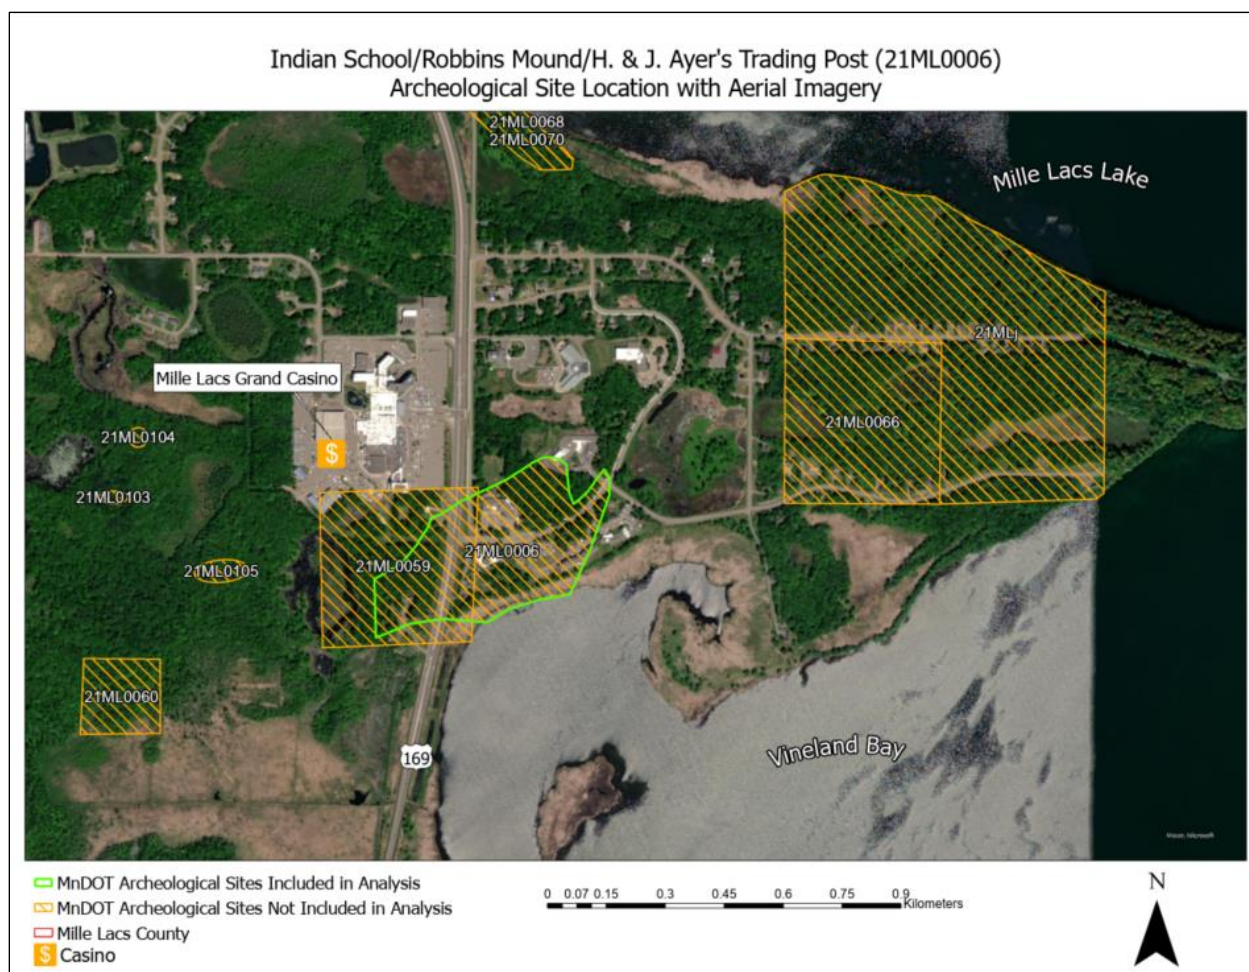 Indian School/Robbins Mound/H. & J. Ayer's Trading Post (21ML0006)
Archeological Site Location with Aerial Imagery
21ML0068
21ML0070
Mille Lacs Lake
21MLj
Mille Lacs Grand Casino
21ML0066
21ML0104
$
21ML0103
21ML0006
21ML0059
21ML0105
21ML0060
169
Vineland Bay
MnDOT Archeological Sites Included in Analysis
MnDOT Archeological Sites Not Included in Analysis
Mille Lacs County
$ Casino
0 0.07 0.15 0.3 0.45 0.6 0.75 0.9
Kilometers
N